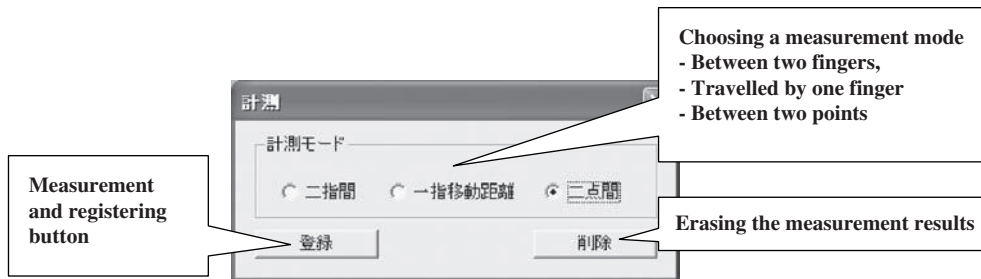 Choosing a measurement mode
- Between two fingers,
- Travelled by one finger
- Between two points
計測
計測モード
二指間 一指移動距離 二点間
Measurement
and registering
button
登録 削除
Erasing the measurement results